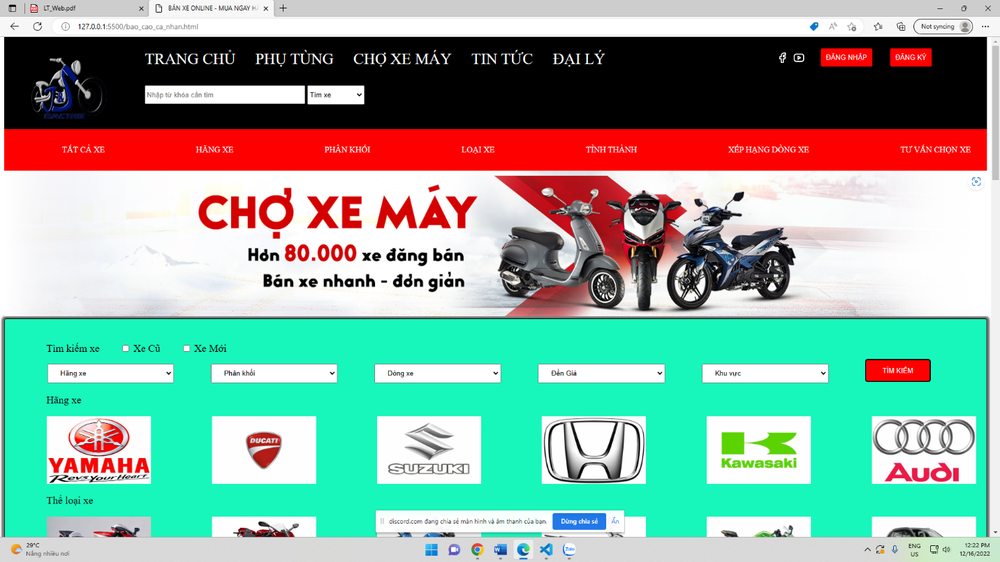 LT_Web.pdf
BÁN XE ONLINE - MUA NGAY HÀ
127.0.0.1:5500/bao_cao_ca_nhan.html
Not syncing
TRANG CHỦ PHỤ TÙNG CHỢ XE MÁY TIN TỨC ĐẠI LÝ
ĐĂNG NHẬP ĐĂNG KÝ
Nhập từ khóa cần tìm Tìm xe
RACING
TẤT CẢ XE HÃNG XE PHÂN KHỐI LOẠI XE TỈNH THÀNH XẾP HẠNG DÒNG XE TƯ VẤN CHỌN XE
CHỢ XE MÁY
Hơn 80.000 xe đăng bán
Bán xe nhanh - đơn giản
Tìm kiếm xe Xe Cũ Xe Mới
Hãng xe Phân khối Dòng xe Đến Giá Khu vực TÌM KIẾM
Hãng xe
YAMAHA
Revs Your Heart
DUCATI
SUZUKI
Kawasaki
Audi
Thể loại xe
discord.com đang chia sẻ màn hình và âm thanh của bạn. Dừng chia sẻ Ẩn
29°C
Nắng nhiều nơi
Zalo
ENG
US
12:22 PM
12/16/2022